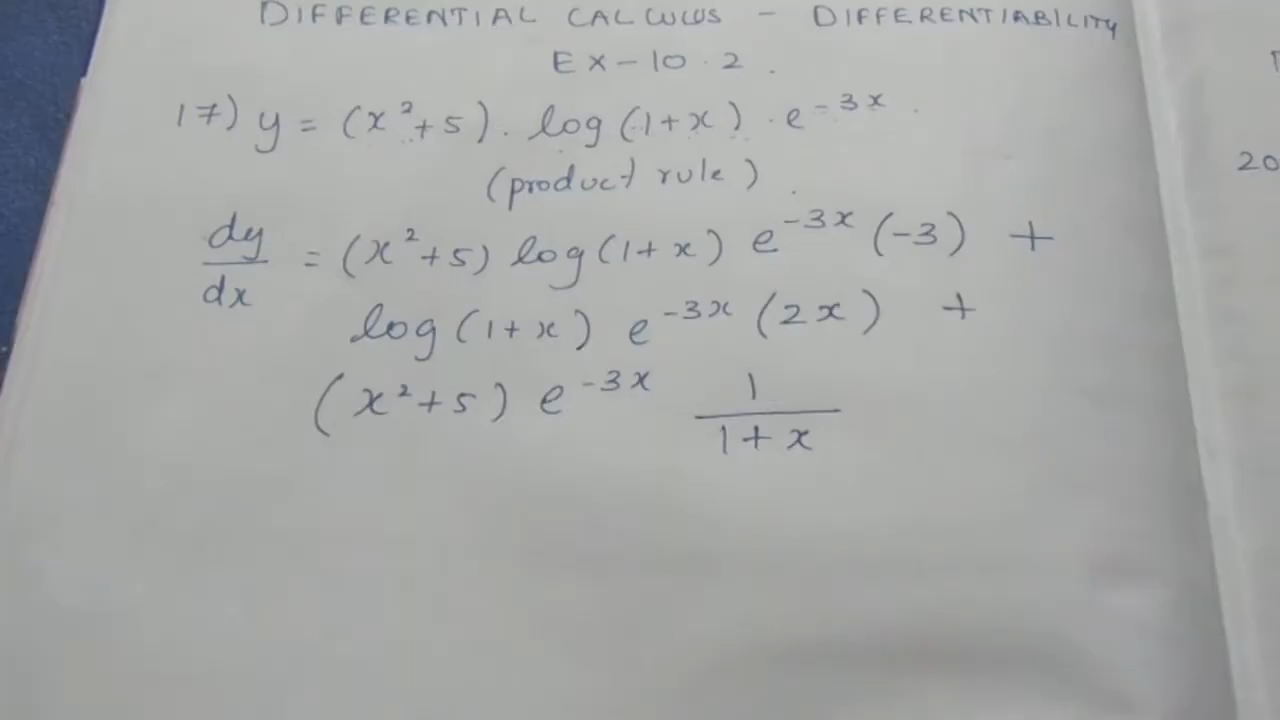 DIFFERENTIAL CALCULUS - DIFFERENTIABILITY
EX-10.2.
17) y = (x²+5). log(1+x) . e^-3x.
(product rule).
dy/dx = (x²+5) log(1+x) e^-3x (-3) +
log(1+x) e^-3x (2x) +
(x²+5) e^-3x 1/(1+x)
20